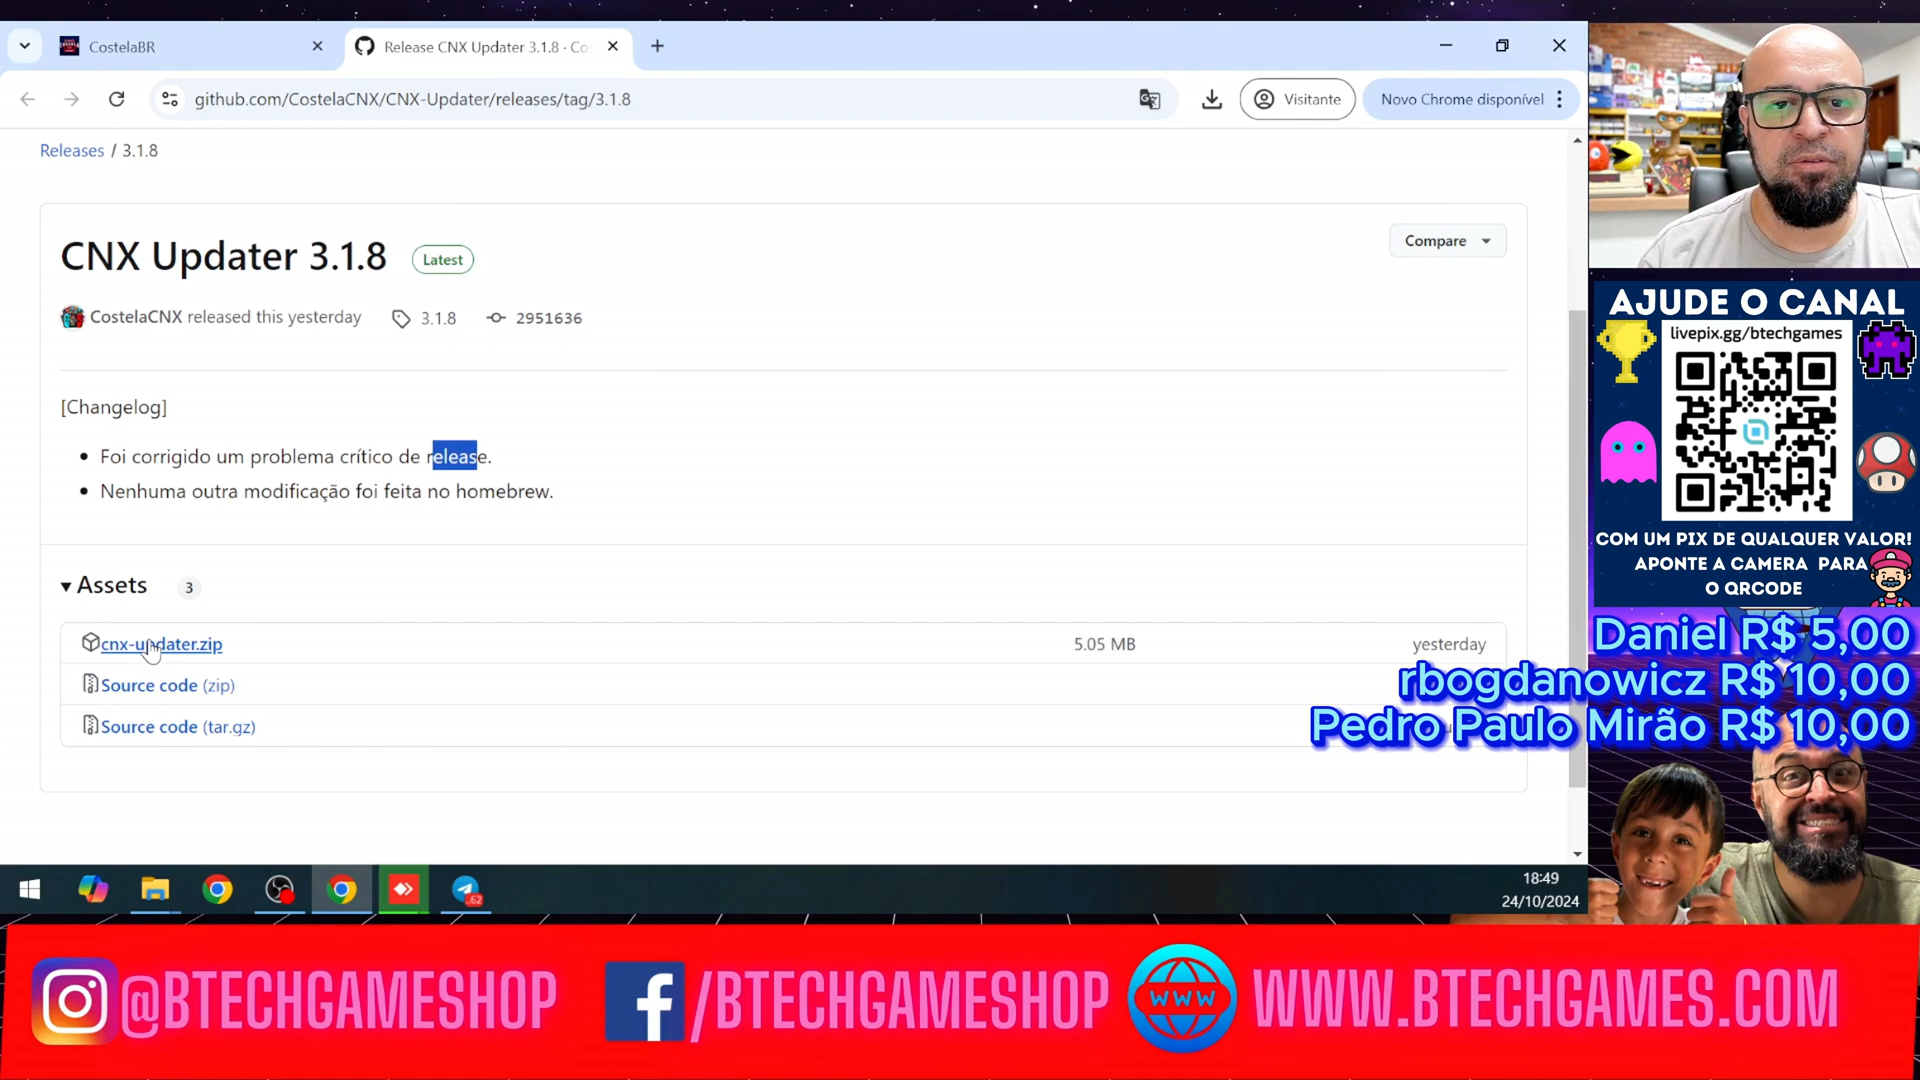 CostelaBR
Release CNX Updater 3.1.8 · Co
github.com/CostelaCNX/CNX-Updater/releases/tag/3.1.8
Visitante
Novo Chrome disponível
Releases / 3.1.8
CNX Updater 3.1.8
Latest
Compare
CostelaCNX released this yesterday
3.1.8
2951636
[Changelog]
Foi corrigido um problema crítico de release.
Nenhuma outra modificação foi feita no homebrew.
Assets
3
cnx-updater.zip
5.05 MB
yesterday
Source code (zip)
Source code (tar.gz)
AJUDE O CANAL
livepix.gg/btechgames
COM UM PIX DE QUALQUER VALOR!
APONTE A CAMERA PARA
O QRCODE
Daniel R$ 5,00
rbogdanowicz R$ 10,00
Pedro Paulo Mirão R$ 10,00
..62
18:49
24/10/2024
@BTECHGAMESHOP
/BTECHGAMESHOP
WWW
WWW.BTECHGAMES.COM